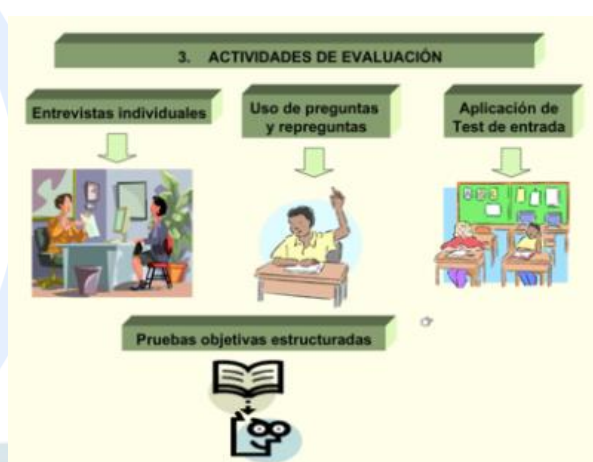 3. ACTIVIDADES DE EVALUACIÓN
Entrevistas individuales
Uso de preguntas
y repreguntas
Aplicación de
Test de entrada
Pruebas objetivas estructuradas